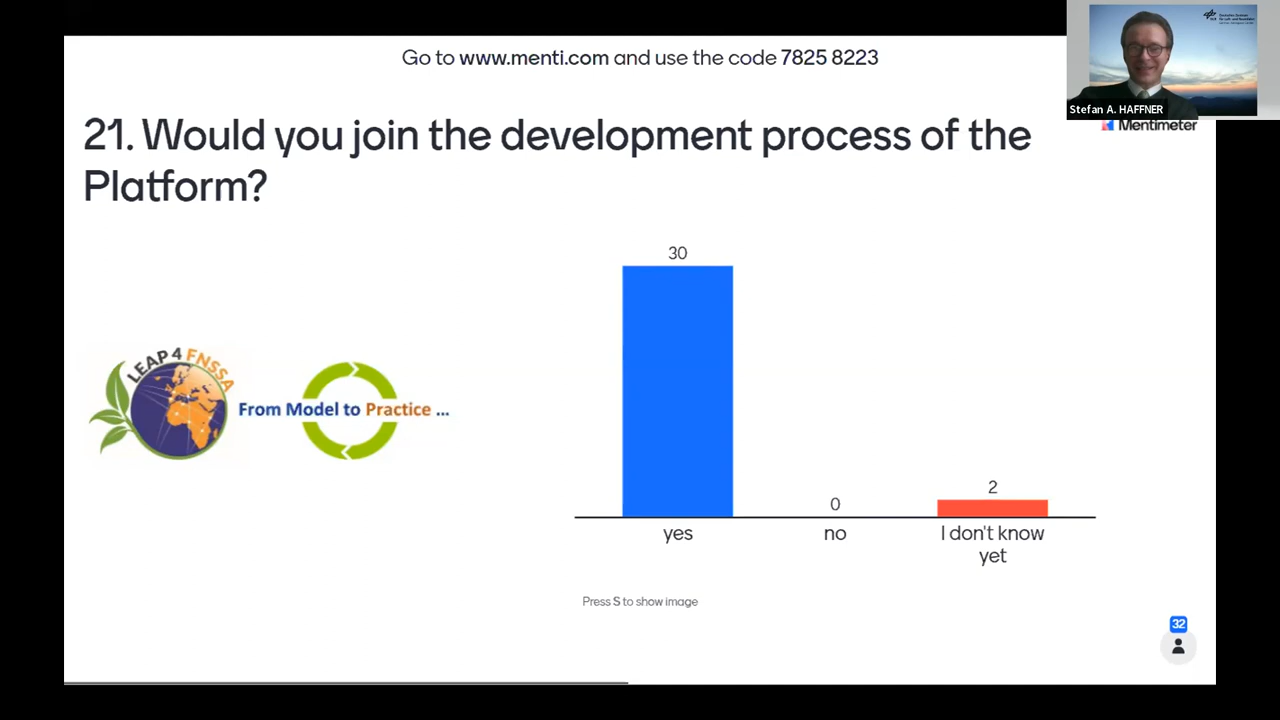 Go to www.menti.com and use the code 7825 8223
Stefan A. HAFFNER
Mentimeter
21. Would you join the development process of the
Platform?
30
0
2
yes
no
I don't know
yet
LEAP4 FNSSA
From Model to Practice ...
Press S to show image
32